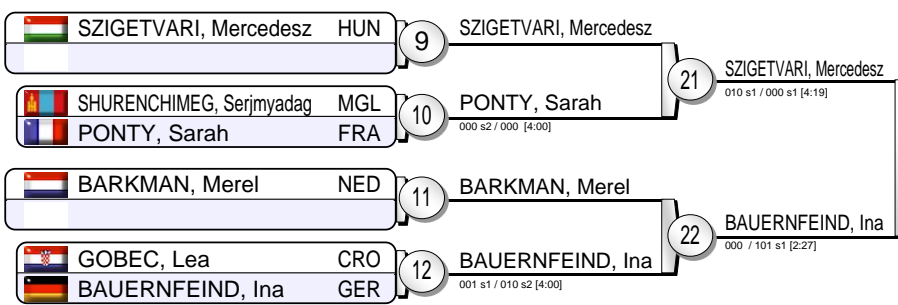 SZIGETVARI, Mercedesz HUN
9
SZIGETVARI, Mercedesz
SHURENCHIMEG, Serjmyadag MGL
PONTY, Sarah FRA
10
PONTY, Sarah
000 s2 / 000 [4:00]
21
SZIGETVARI, Mercedesz
010 s1 / 000 s1 [4:19]
BARKMAN, Merel NED
11
BARKMAN, Merel
GOBEC, Lea CRO
BAUERNFEIND, Ina GER
12
BAUERNFEIND, Ina
001 s1 / 010 s2 [4:00]
22
BAUERNFEIND, Ina
000 / 101 s1 [2:27]